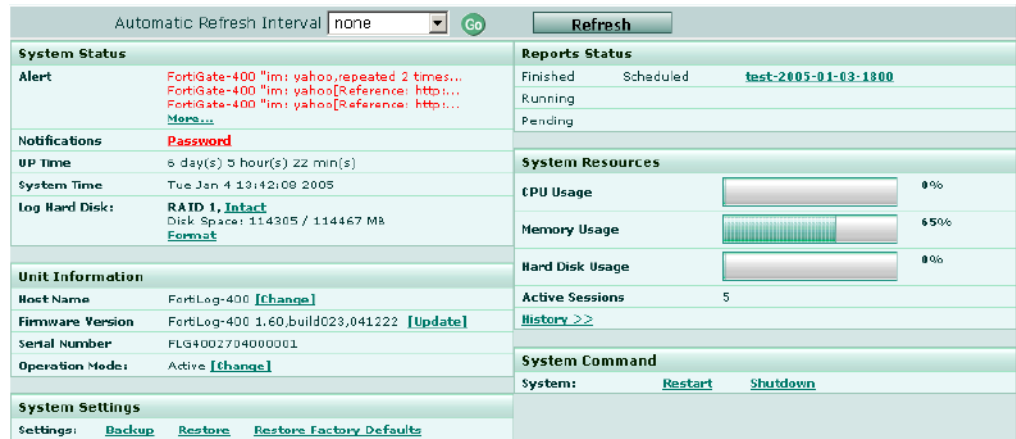 Automatic Refresh Interval none Go Refresh
System Status
Alert FortiGate-400 "im: yahoo,repeated 2 times...
FortiGate-400 "im: yahoo[Reference: http:...
FortiGate-400 "im: yahoo[Reference: http:...
More...
Notifications Password
UP Time 6 day(s) 5 hour(s) 22 min(s)
System Time Tue Jan 4 13:42:08 2005
Log Hard Disk: RAID 1, Intact
Disk Space: 114305 / 114467 MB
Format
Unit Information
Host Name FortiLog-400 [Change]
Firmware Version FortiLog-400 1.60,build023,041222 [Update]
Serial Number FLG4002704000001
Operation Mode: Active [Change]
System Settings
Settings: Backup Restore Restore Factory Defaults
Reports Status
Finished Scheduled test-2005-01-03-1800
Running
Pending
System Resources
CPU Usage 0%
Memory Usage 65%
Hard Disk Usage 0%
Active Sessions 5
History >>
System Command
System: Restart Shutdown